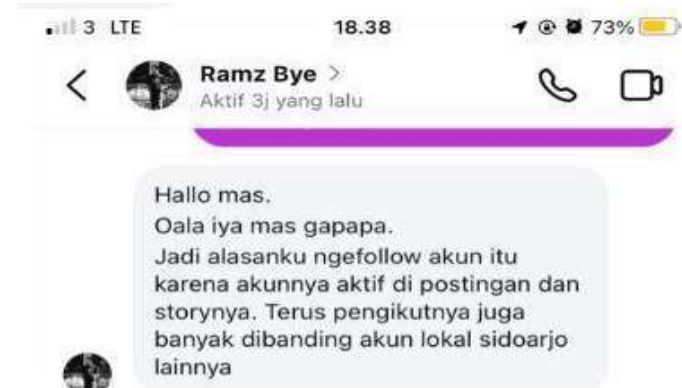 3 LTE 18.38 73%
Ramz Bye >
Aktif 3j yang lalu
Hallo mas.
Oala iya mas gapapa.
Jadi alasanku ngefollow akun itu
karena akunnya aktif di postingan dan
storynya. Terus pengikutnya juga
banyak dibanding akun lokal sidoarjo
lainnya